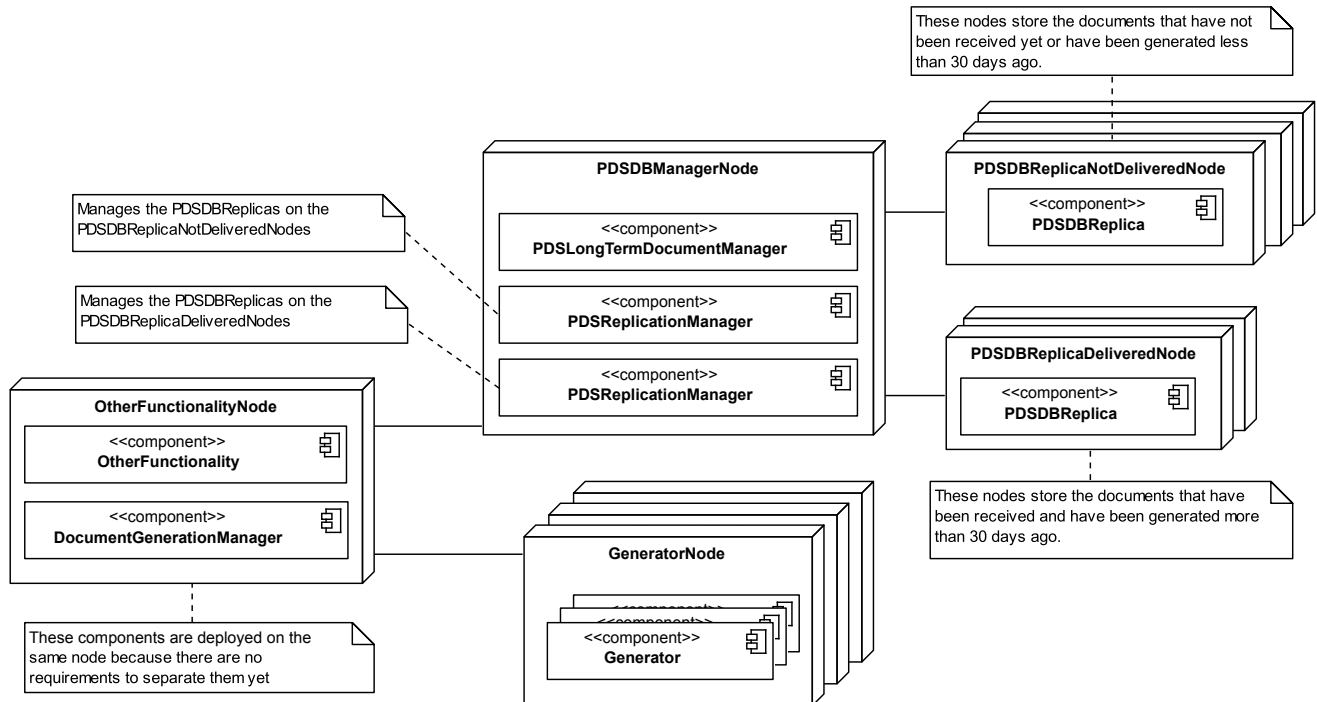 These nodes store the documents that have not
been received yet or have been generated less
than 30 days ago.
PDSDBManagerNode
PDSDBReplicaNotDeliveredNode
<<component>>
PDSDBReplica
Manages the PDSDBReplicas on the
PDSDBReplicaNotDeliveredNodes
<<component>>
PDSLongTermDocumentManager
Manages the PDSDBReplicas on the
PDSDBReplicaDeliveredNodes
<<component>>
PDSReplicationManager
<<component>>
PDSReplicationManager
PDSDBReplicaDeliveredNode
<<component>>
PDSDBReplica
OtherFunctionalityNode
<<component>>
OtherFunctionality
<<component>>
DocumentGenerationManager
These nodes store the documents that have
been received and have been generated more
than 30 days ago.
GeneratorNode
<<component>>
<<component>>
<<component>>
Generator
These components are deployed on the
same node because there are no
requirements to separate them yet